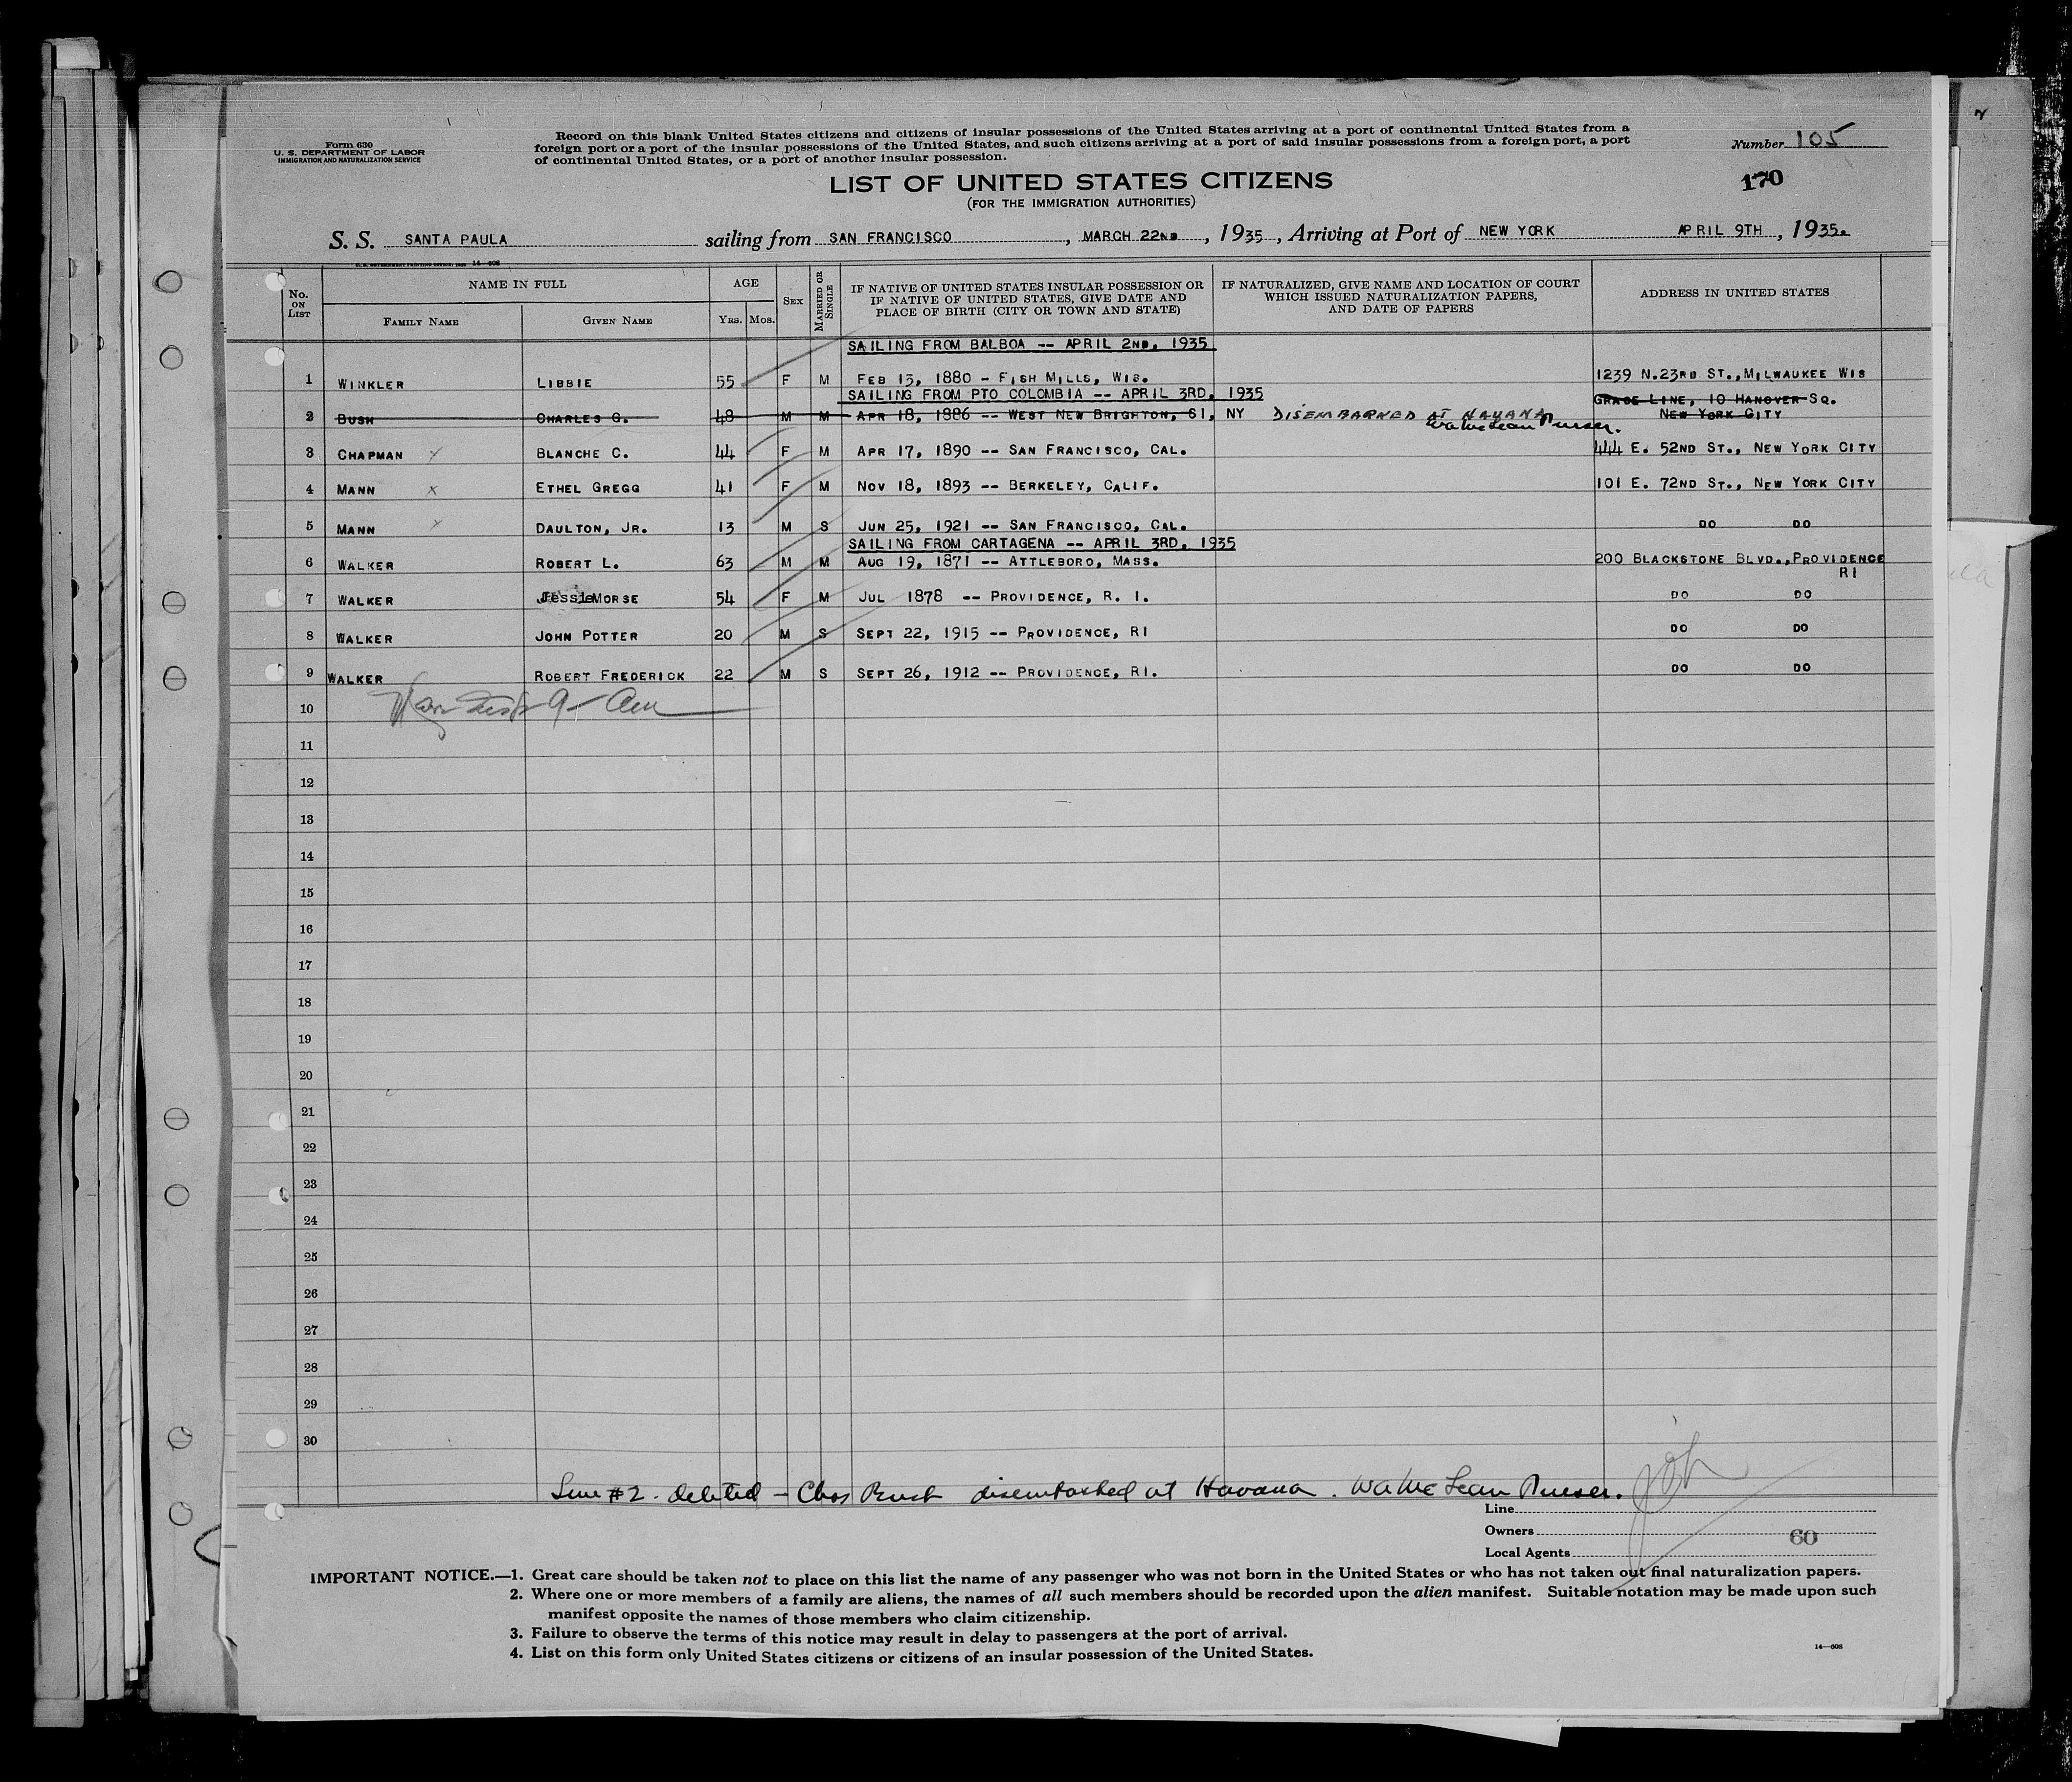 Form 630
U. S. DEPARTMENT OF LABOR
IMMIGRATION AND NATURALIZATION SERVICE
Record on this blank United States citizens and citizens of insular possessions of the United States arriving at a port of continental United States from a
foreign port or a port of the insular possessions of the United States, and such citizens arriving at a port of said insular possessions from a foreign port, a port
of continental United States, or a port of another insular possession.
Number 105
170
LIST OF UNITED STATES CITIZENS
(FOR THE IMMIGRATION AUTHORITIES)
S. S. SANTA PAULA sailing from SAN FRANCISCO, MARCH 22ND, 1935, Arriving at Port of NEW YORK APRIL 9TH, 1935.
No. ON LIST NAME IN FULL FAMILY NAME GIVEN NAME AGE YRS. MOS. SEX MARRIED OR SINGLE
IF NATIVE OF UNITED STATES INSULAR POSSESSION OR
IF NATIVE OF UNITED STATES, GIVE DATE AND
PLACE OF BIRTH (CITY OR TOWN AND STATE)
IF NATURALIZED, GIVE NAME AND LOCATION OF COURT
WHICH ISSUED NATURALIZATION PAPERS,
AND DATE OF PAPERS
ADDRESS IN UNITED STATES
SAILING FROM BALBOA -- APRIL 2ND, 1935
1 WINKLER LIBBIE 55 F M FEB 13, 1880 - FISH MILLS, WIS. 1239 N.23RD ST., MILWAUKEE WIS
SAILING FROM PTO COLOMBIA -- APRIL 3RD, 1935
2 BUSH CHARLES G. 48 M M APR 18, 1886 -- WEST NEW BRIGHTON, SI, NY DISEMBARKED AT HAVANA GRACE LINE, 10 HANOVER SQ.
WaMcLean Purser. NEW YORK CITY
3 CHAPMAN BLANCHE C. 44 F M APR 17, 1890 -- SAN FRANCISCO, CAL. 444 E. 52ND ST., NEW YORK CITY
4 MANN X ETHEL GREGG 41 F M NOV 18, 1893 -- BERKELEY, CALIF. 101 E. 72ND ST., NEW YORK CITY
5 MANN DAULTON, JR. 13 M S JUN 25, 1921 -- SAN FRANCISCO, CAL. DO DO
SAILING FROM CARTAGENA -- APRIL 3RD, 1935
6 WALKER ROBERT L. 63 M M AUG 19, 1871 -- ATTLEBORO, MASS. 200 BLACKSTONE BLVD., PROVIDENCE
RI
7 WALKER Jessie MORSE 54 F M JUL 1878 -- PROVIDENCE, R. I. DO DO
8 WALKER JOHN POTTER 20 M S SEPT 22, 1915 -- PROVIDENCE, RI DO DO
9 WALKER ROBERT FREDERICK 22 M S SEPT 26, 1912 -- PROVIDENCE, RI. DO DO
10
11
12
13
14
15
16
17
18
19
20
21
22
23
24
25
26
27
28
29
30
Line #2. deleted - Chas Bush disembarked at Havana. WaMcLean Purser.
Line
Owners 60
Local Agents
IMPORTANT NOTICE.—1. Great care should be taken not to place on this list the name of any passenger who was not born in the United States or who has not taken out final naturalization papers.
2. Where one or more members of a family are aliens, the names of all such members should be recorded upon the alien manifest. Suitable notation may be made upon such
manifest opposite the names of those members who claim citizenship.
3. Failure to observe the terms of this notice may result in delay to passengers at the port of arrival.
4. List on this form only United States citizens or citizens of an insular possession of the United States.
14—608